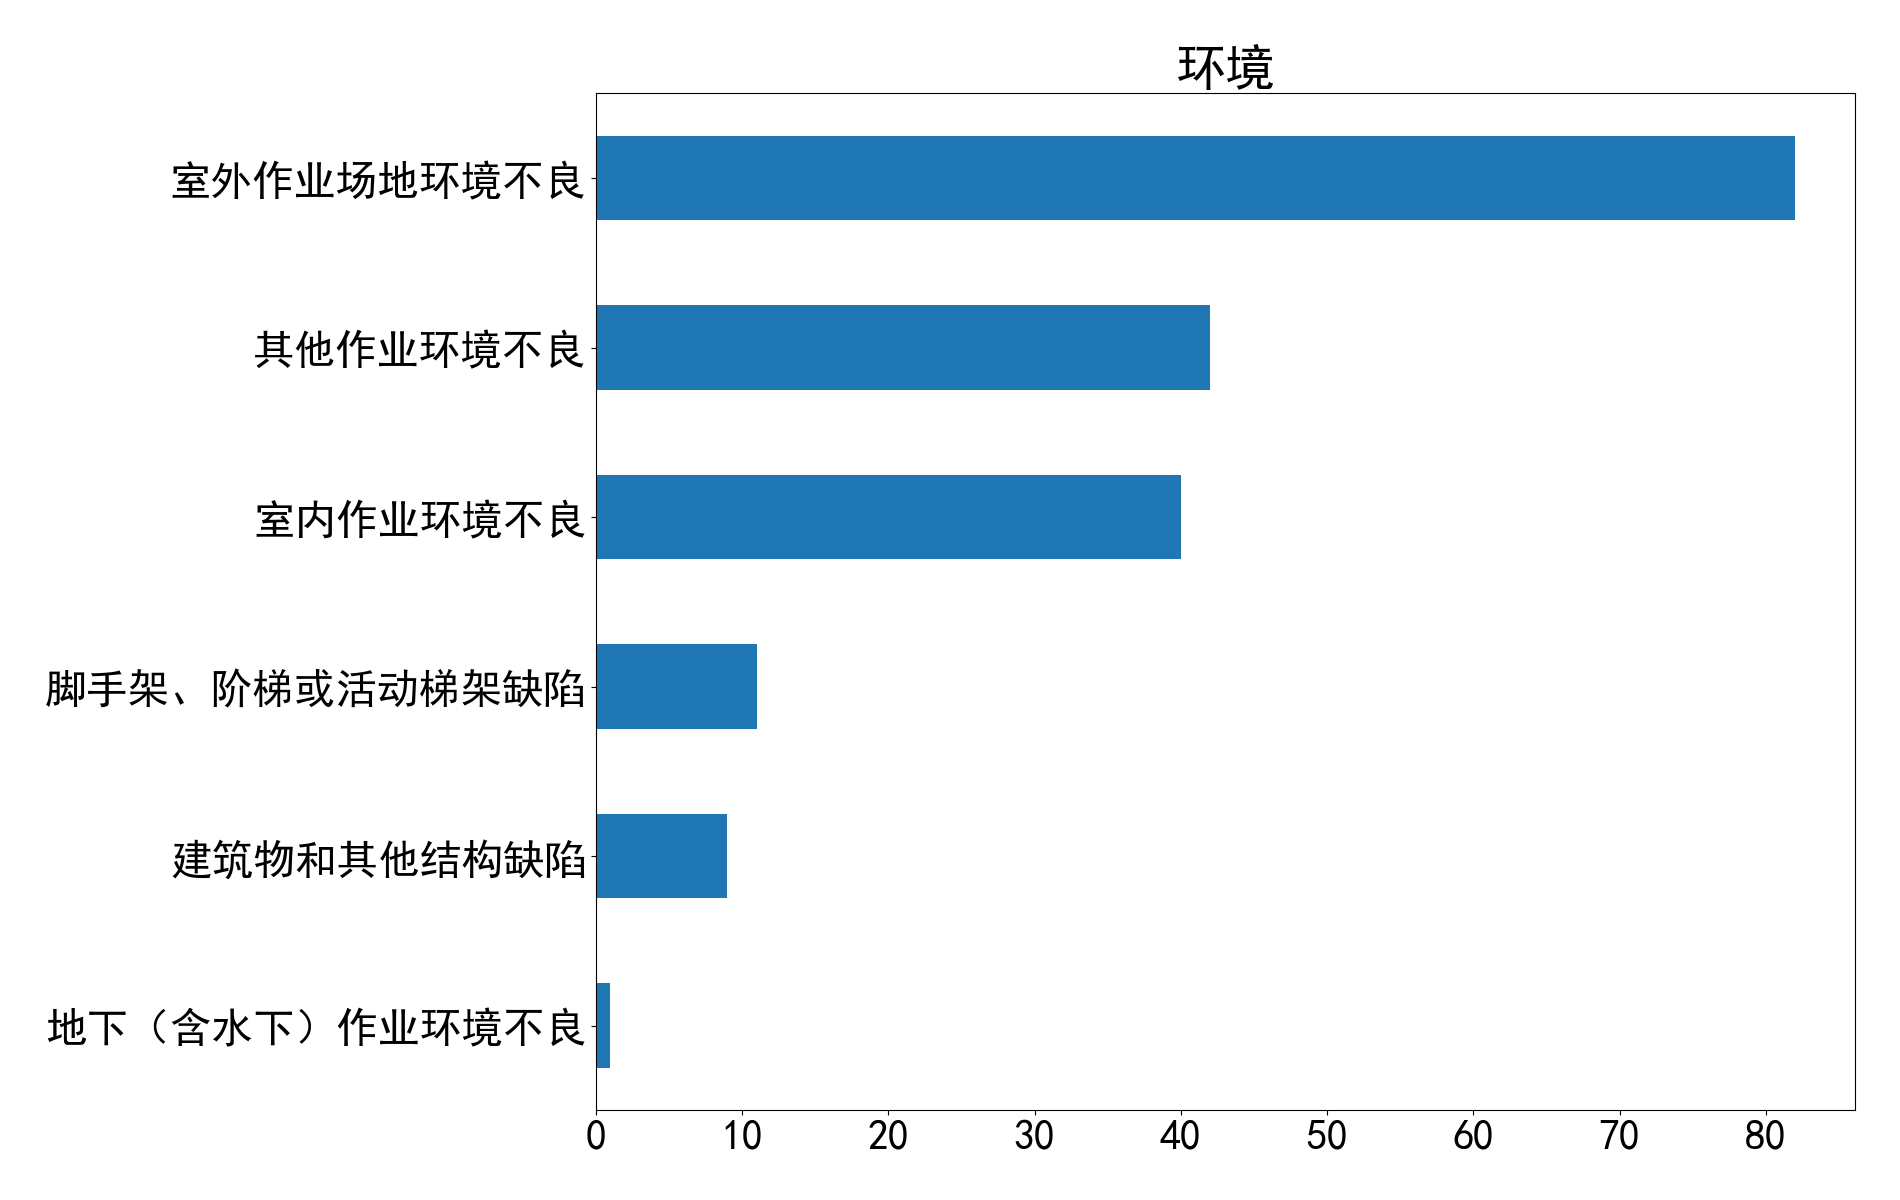 环境
室外作业场地环境不良
其他作业环境不良
室内作业环境不良
脚手架、阶梯或活动梯架缺陷
建筑物和其他结构缺陷
地下（含水下）作业环境不良
0 10 20 30 40 50 60 70 80